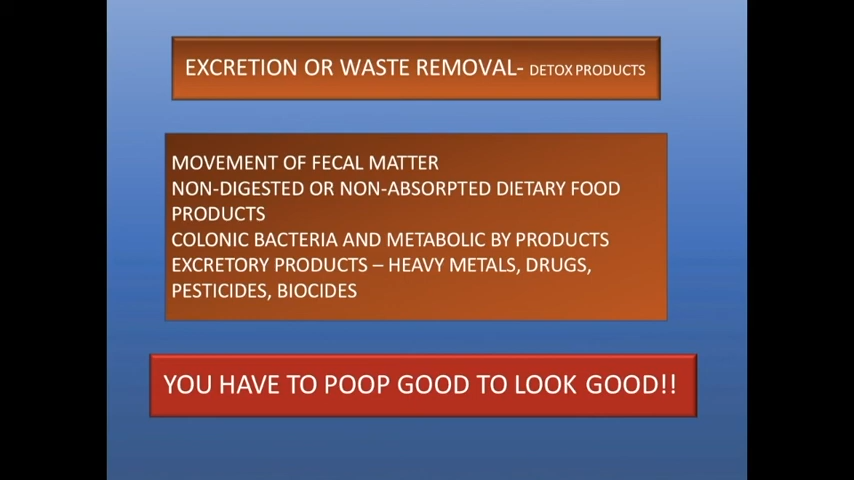 EXCRETION OR WASTE REMOVAL- DETOX PRODUCTS
MOVEMENT OF FECAL MATTER
NON-DIGESTED OR NON-ABSORPTED DIETARY FOOD
PRODUCTS
COLONIC BACTERIA AND METABOLIC BY PRODUCTS
EXCRETORY PRODUCTS – HEAVY METALS, DRUGS,
PESTICIDES, BIOCIDES
YOU HAVE TO POOP GOOD TO LOOK GOOD!!